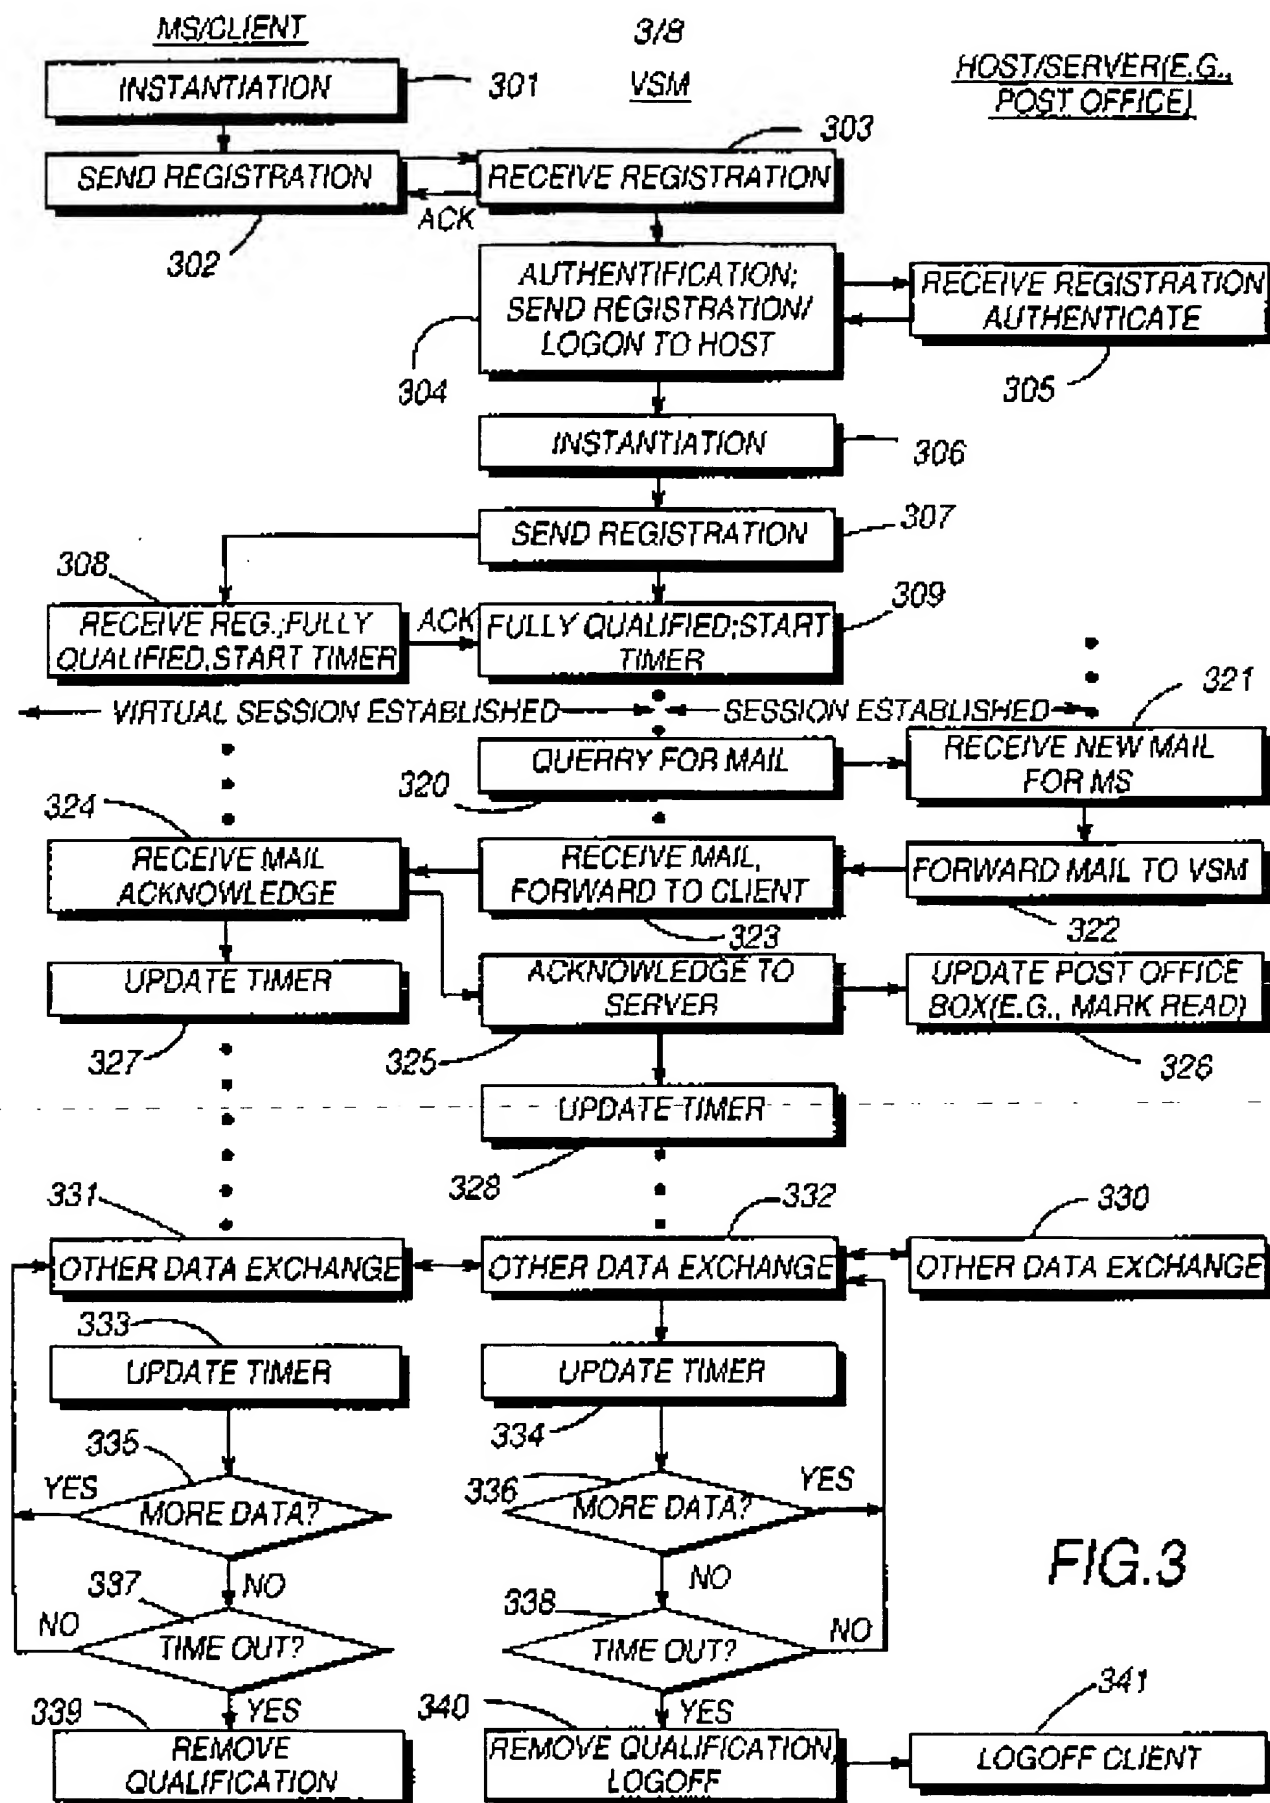 MS/CLIENT
3/8
VSM
HOST/SERVER(E.G.,
POST OFFICE)
INSTANTIATION
301
303
SEND REGISTRATION
RECEIVE REGISTRATION
ACK
302
AUTHENTIFICATION;
SEND REGISTRATION/
LOGON TO HOST
304
RECEIVE REGISTRATION
AUTHENTICATE
305
INSTANTIATION
306
SEND REGISTRATION
307
308
RECEIVE REG.;FULLY
QUALIFIED.START TIMER
ACK
FULLY QUALIFIED;START
TIMER
309
VIRTUAL SESSION ESTABLISHED
SESSION ESTABLISHED
321
QUERRY FOR MAIL
320
RECEIVE NEW MAIL
FOR MS
324
RECEIVE MAIL
ACKNOWLEDGE
RECEIVE MAIL,
FORWARD TO CLIENT
323
FORWARD MAIL TO VSM
322
UPDATE TIMER
327
ACKNOWLEDGE TO
SERVER
325
UPDATE POST OFFICE
BOX(E.G., MARK READ)
326
UPDATE TIMER
328
331
332
330
OTHER DATA EXCHANGE
OTHER DATA EXCHANGE
OTHER DATA EXCHANGE
333
UPDATE TIMER
UPDATE TIMER
334
335
YES
MORE DATA?
NO
336
YES
MORE DATA?
NO
FIG.3
337
NO
TIME OUT?
YES
338
NO
TIME OUT?
YES
339
REMOVE
QUALIFICATION
340
REMOVE QUALIFICATION,
LOGOFF
341
LOGOFF CLIENT